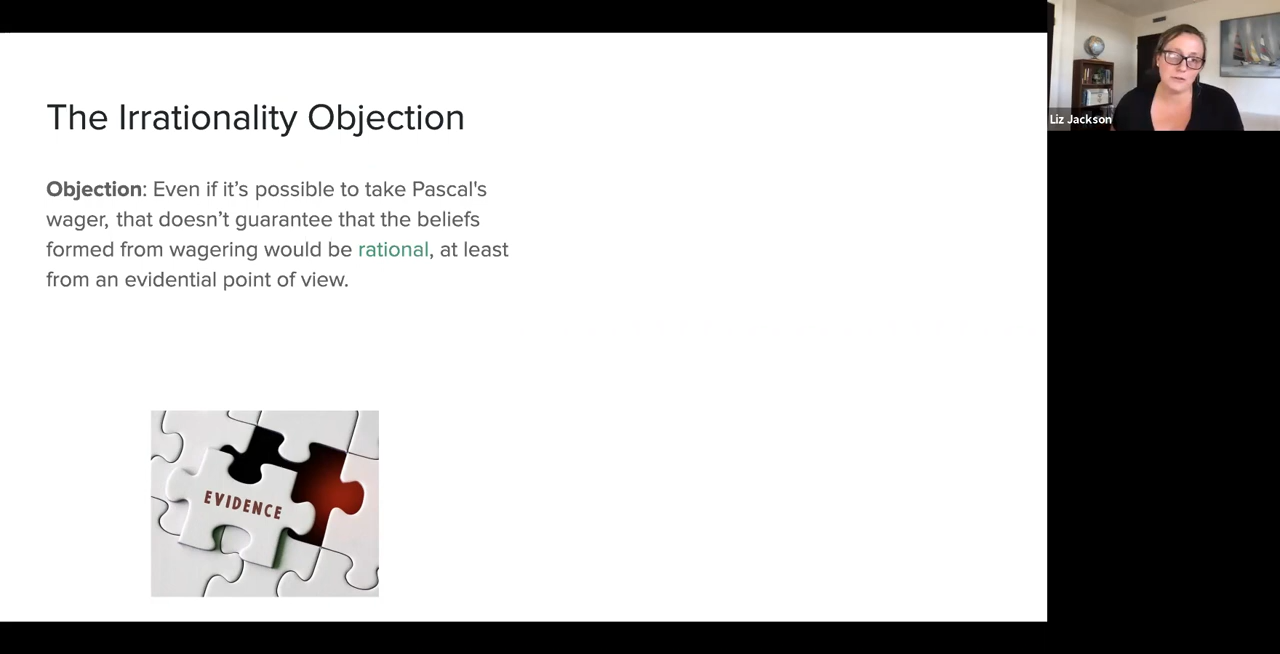 The Irrationality Objection
Objection: Even if it’s possible to take Pascal's
wager, that doesn’t guarantee that the beliefs
formed from wagering would be rational, at least
from an evidential point of view.
EVIDENCE
Liz Jackson